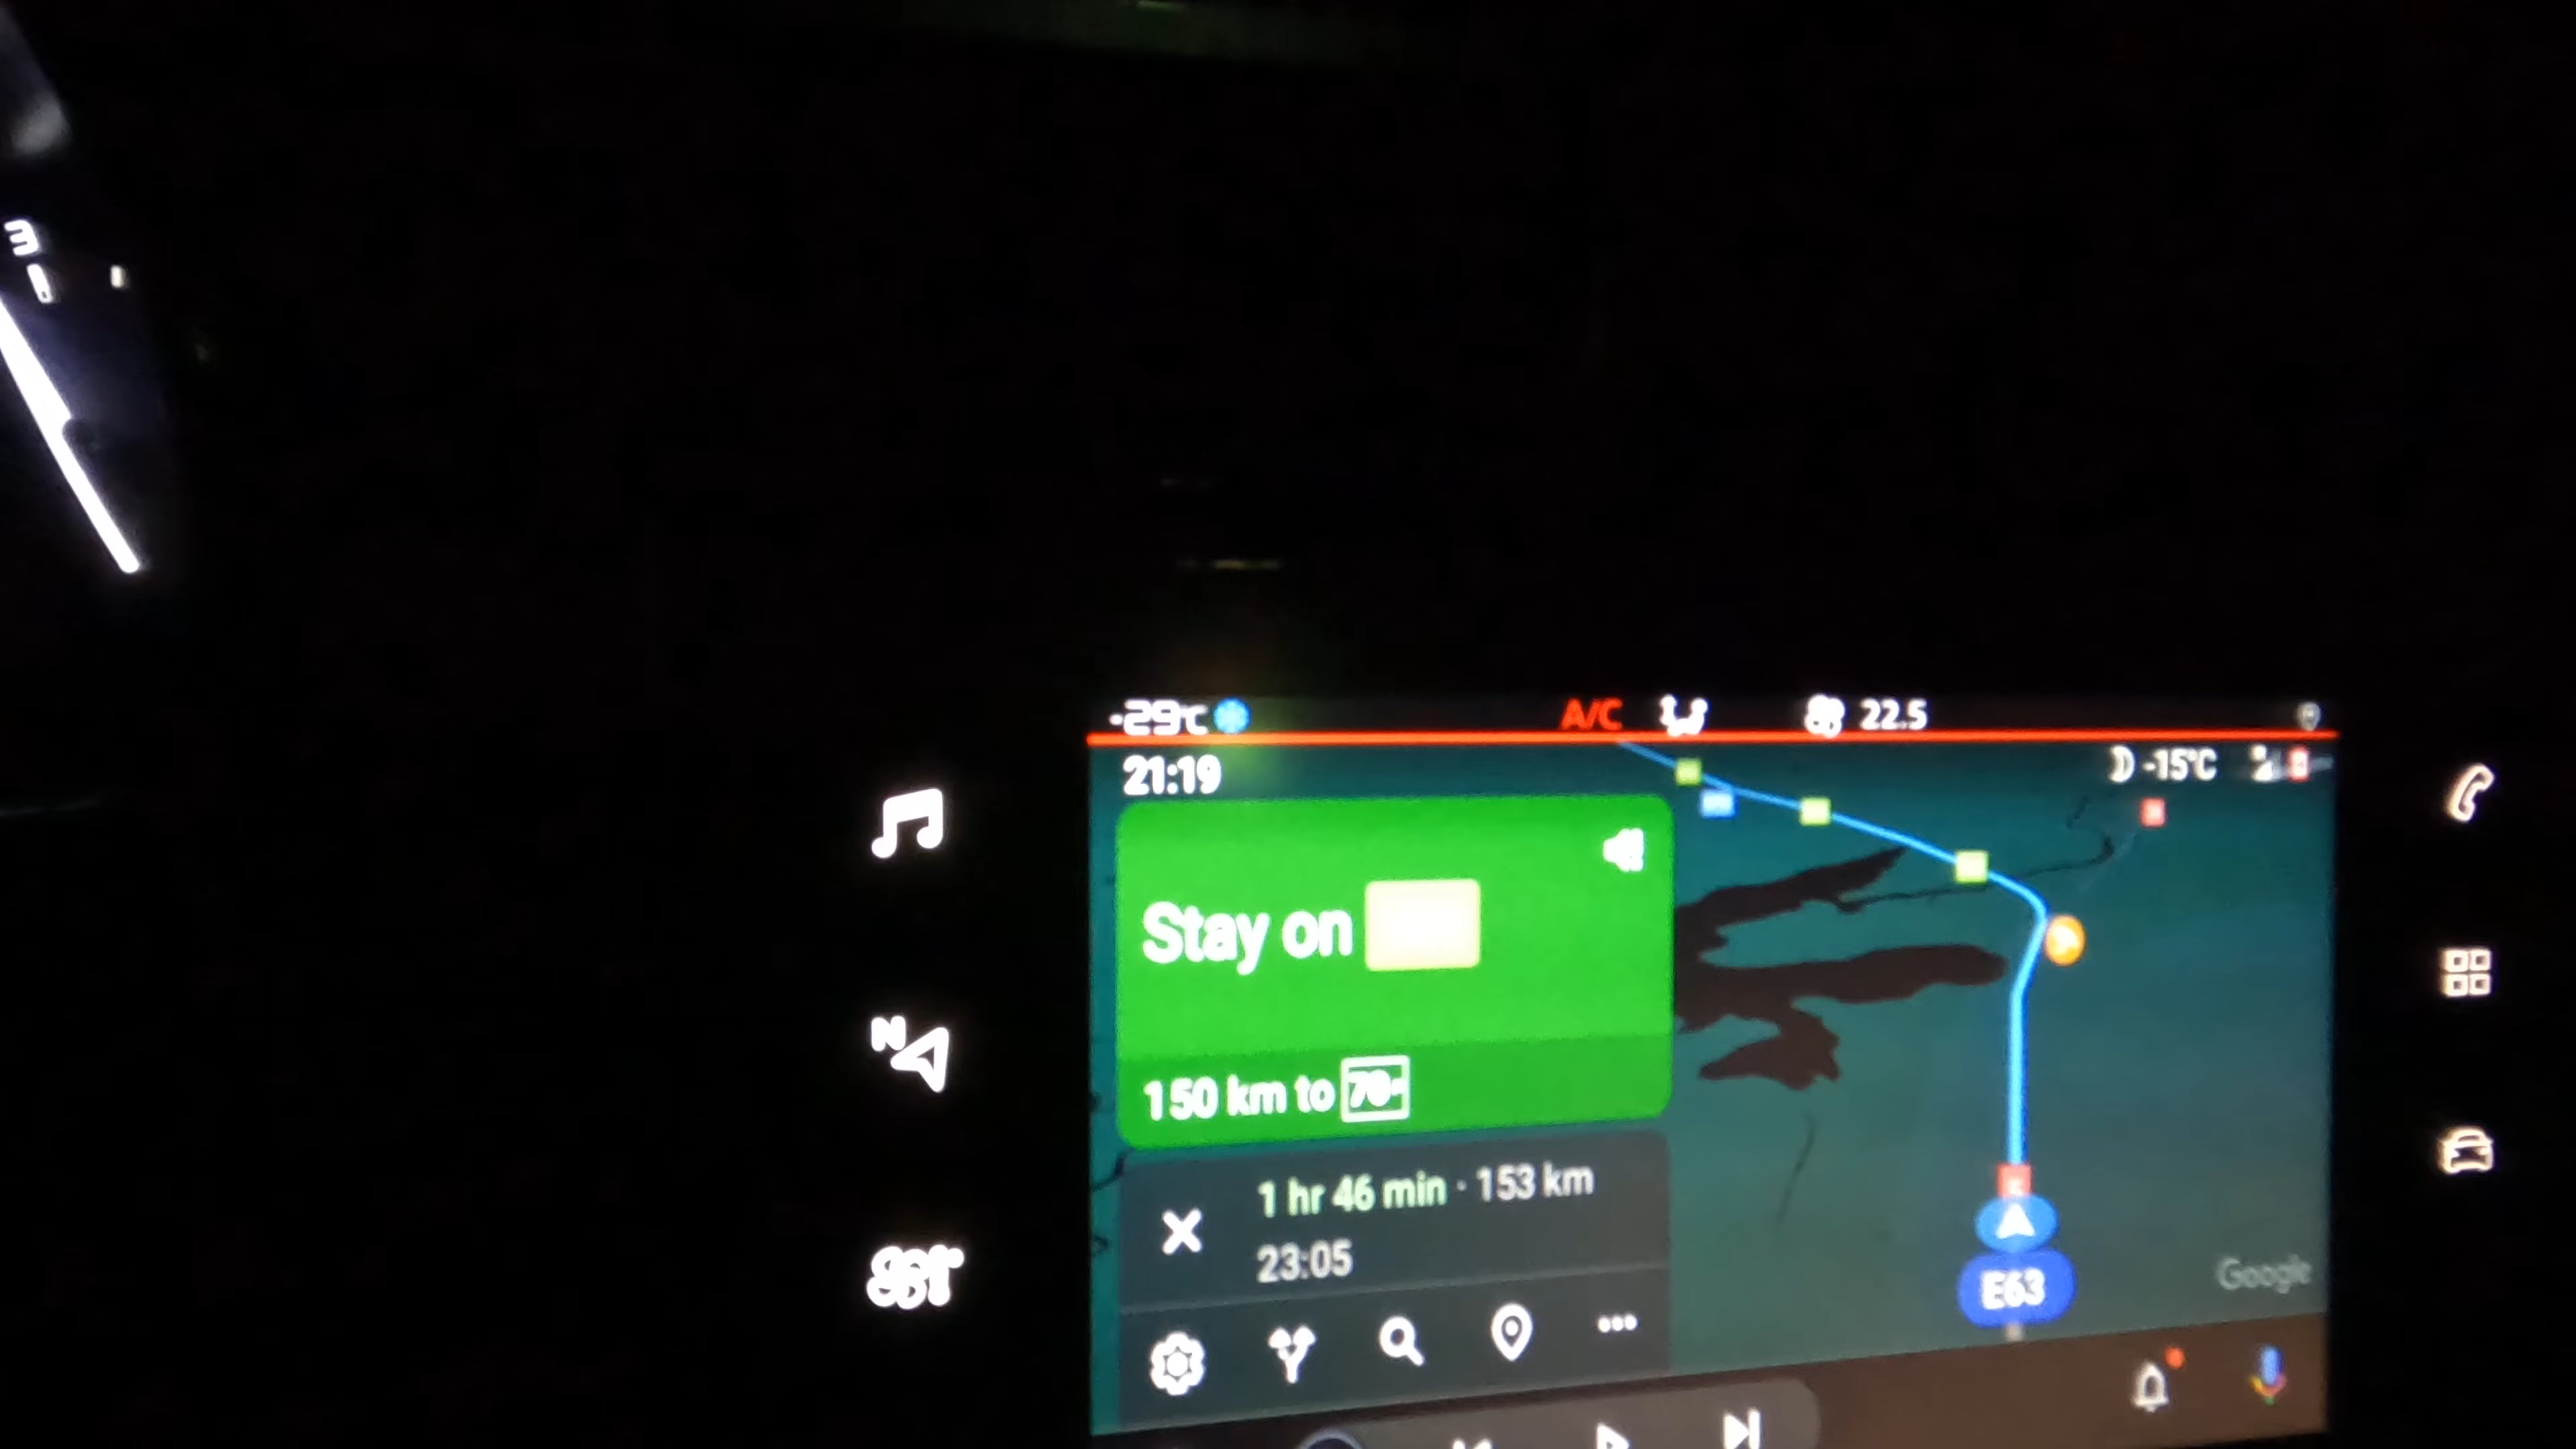 3
-29°C
A/C
22.5
21:19
-15°C
Stay on
150 km to
1 hr 46 min · 153 km
23:05
N
E63
Google